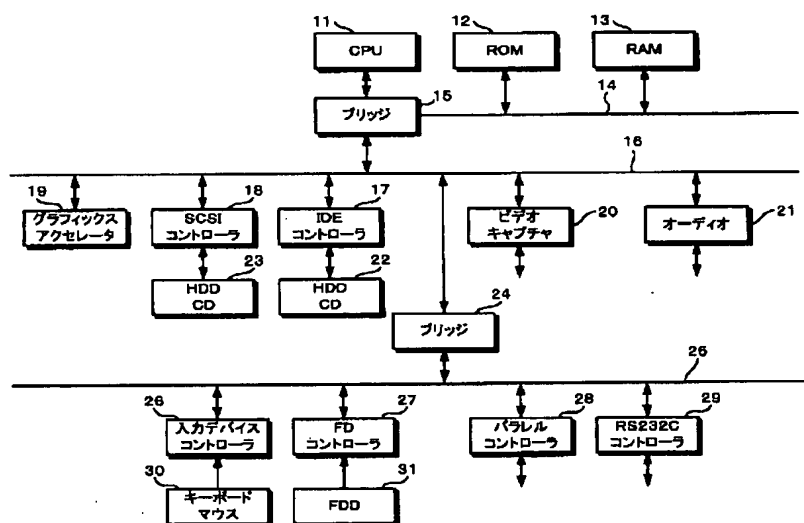 11
CPU
12
ROM
13
RAM
15
ブリッジ
14
16
19
グラフィックス
アクセレータ
18
SCSI
コントローラ
17
IDE
コントローラ
20
ビデオ
キャプチャ
21
オーディオ
23
HDD
CD
22
HDD
CD
24
ブリッジ
25
26
入力デバイス
コントローラ
27
FD
コントローラ
28
パラレル
コントローラ
29
RS232C
コントローラ
30
キーボード
マウス
31
FDD